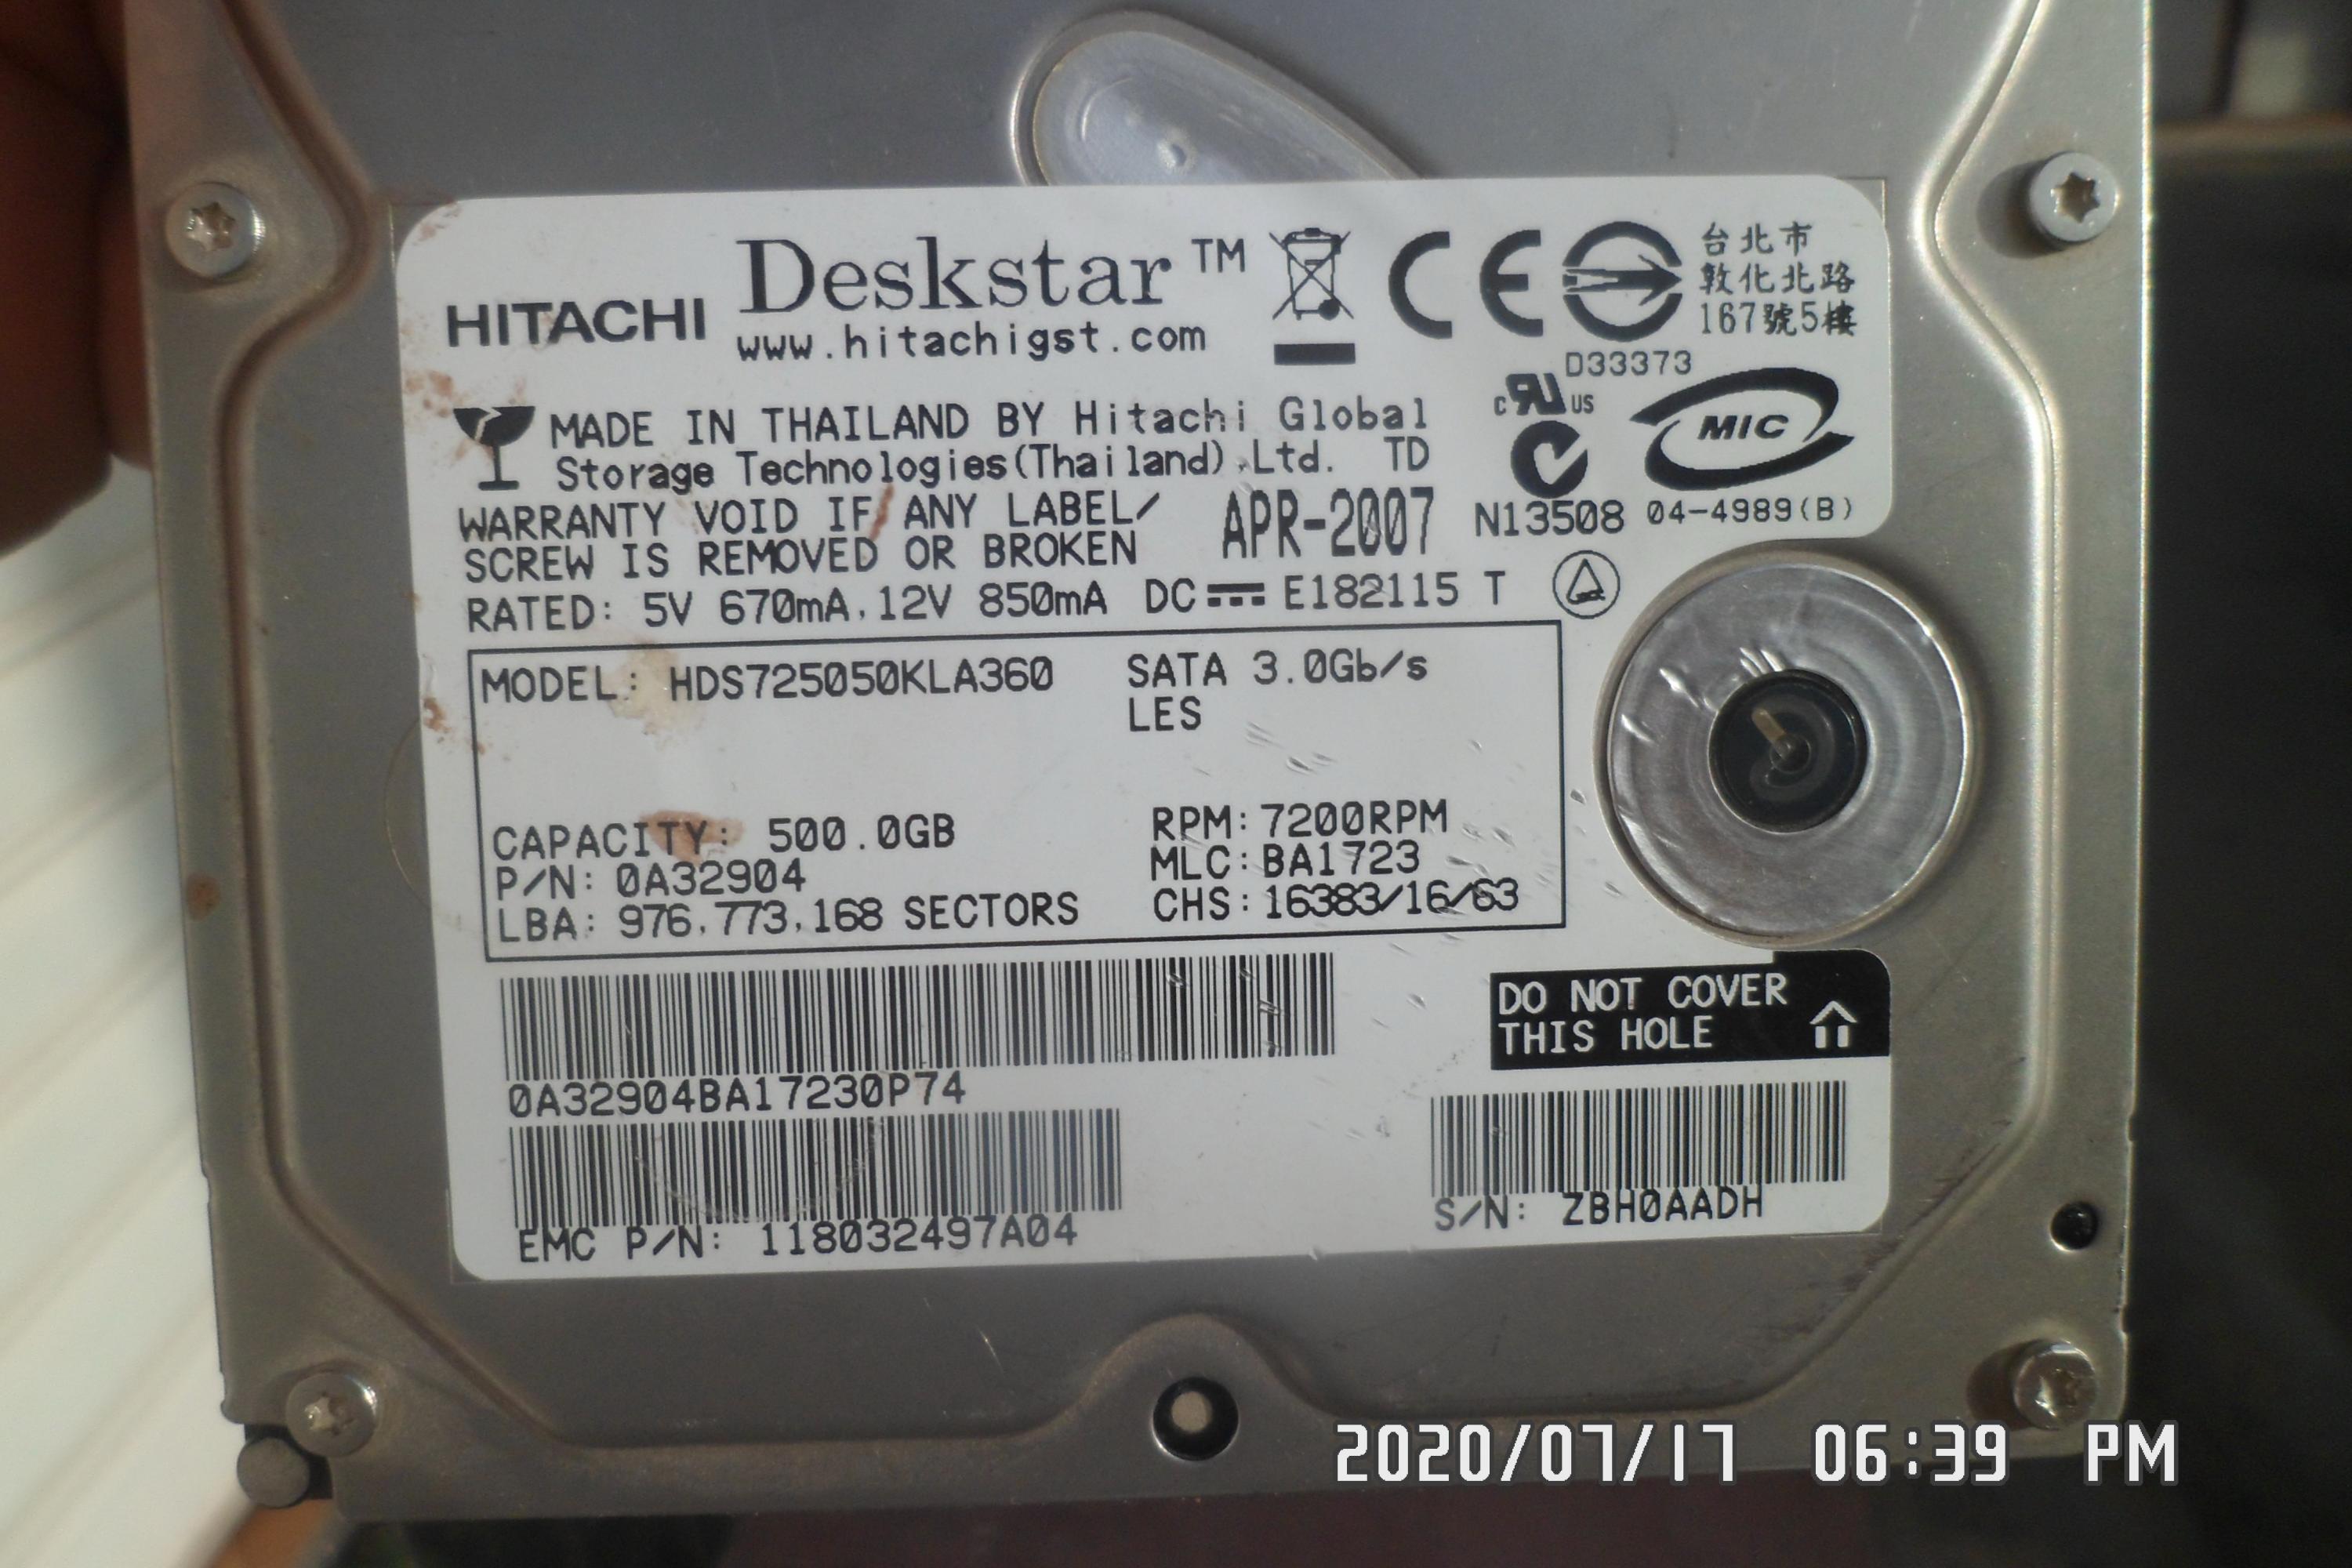 HITACHI Deskstar™
www.hitachigst.com
CE
台北市
敦化北路
167號5樓
D33373
MADE IN THAILAND BY Hitachi Global
Storage Technologies(Thailand),Ltd. TD
c RU US
MIC
WARRANTY VOID IF ANY LABEL/
SCREW IS REMOVED OR BROKEN
APR-2007
N13508 04-4989(B)
RATED: 5V 670mA,12V 850mA DC E182115 T
MODEL: HDS725050KLA360 SATA 3.0Gb/s
LES
CAPACITY: 500.0GB RPM: 7200RPM
P/N: 0A32904 MLC: BA1723
LBA: 976,773,168 SECTORS CHS: 16383/16/63
DO NOT COVER
THIS HOLE
0A32904BA17230P74
EMC P/N: 118032497A04
S/N: ZBH0AADH
2020/07/17 06:39 PM